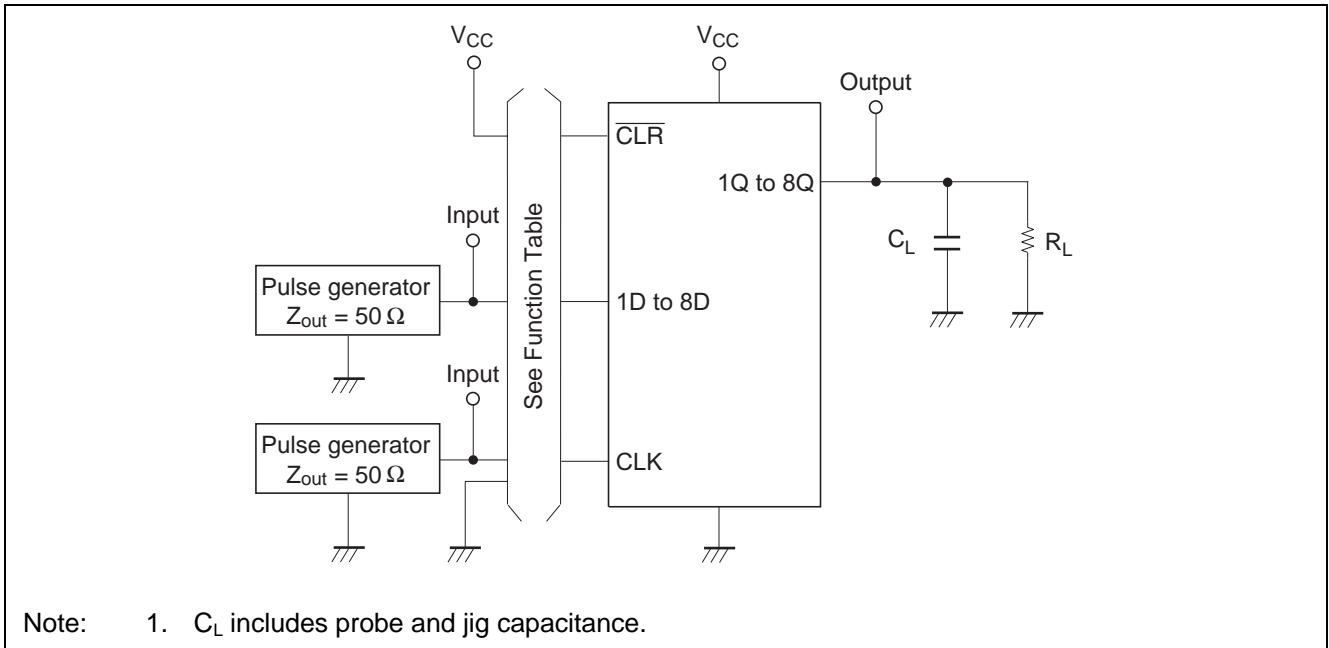 VCC
VCC
Output
CLR
1Q to 8Q
Input
See Function Table
CL
RL
Pulse generator
Zout = 50 Ω
1D to 8D
Input
Pulse generator
Zout = 50 Ω
CLK
Note: 1. CL includes probe and jig capacitance.